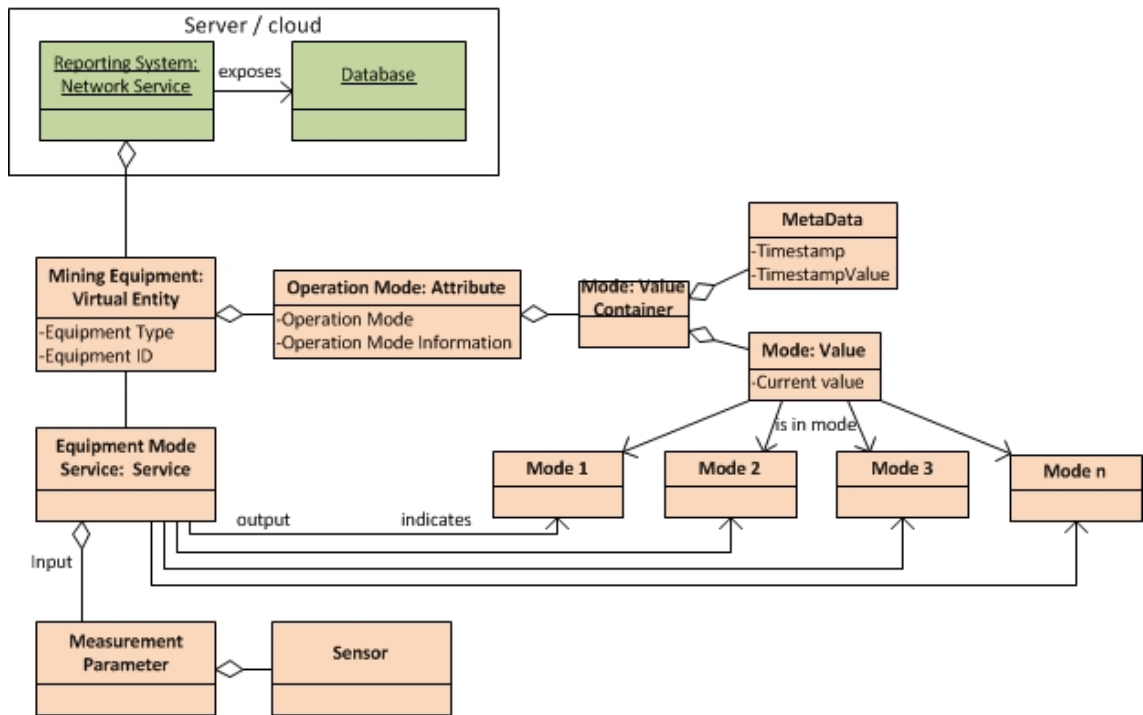 Server / cloud
Reporting System:
Network Service
exposes
Database
MetaData
-Timestamp
-TimestampValue
Mining Equipment:
Virtual Entity
-Equipment Type
-Equipment ID
Operation Mode: Attribute
-Operation Mode
-Operation Mode Information
Mode: Value
Container
Mode: Value
-Current value
is in mode
Equipment Mode
Service:  Service
Mode 1
Mode 2
Mode 3
Mode n
output
indicates
Input
Measurement
Parameter
Sensor